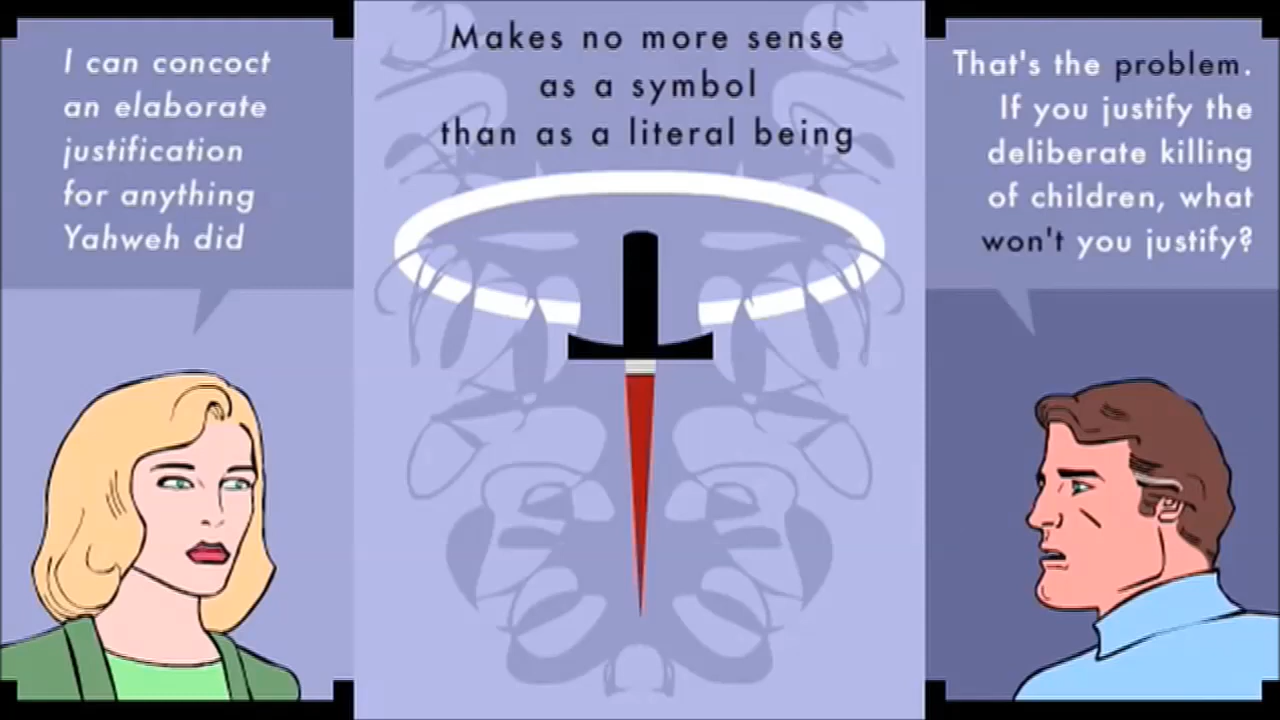 I can concoct
an elaborate
justification
for anything
Yahweh did
Makes no more sense
as a symbol
than as a literal being
That's the problem.
If you justify the
deliberate killing
of children, what
won't you justify?